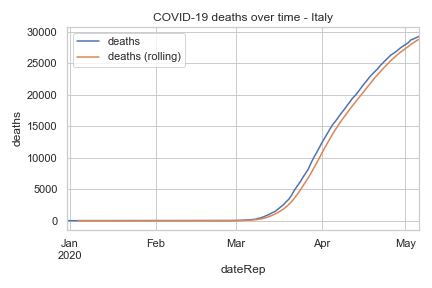 COVID-19 deaths over time - Italy
deaths
deaths (rolling)
30000
25000
20000
15000
10000
5000
0
deaths
Jan
2020
Feb
Mar
Apr
May
dateRep